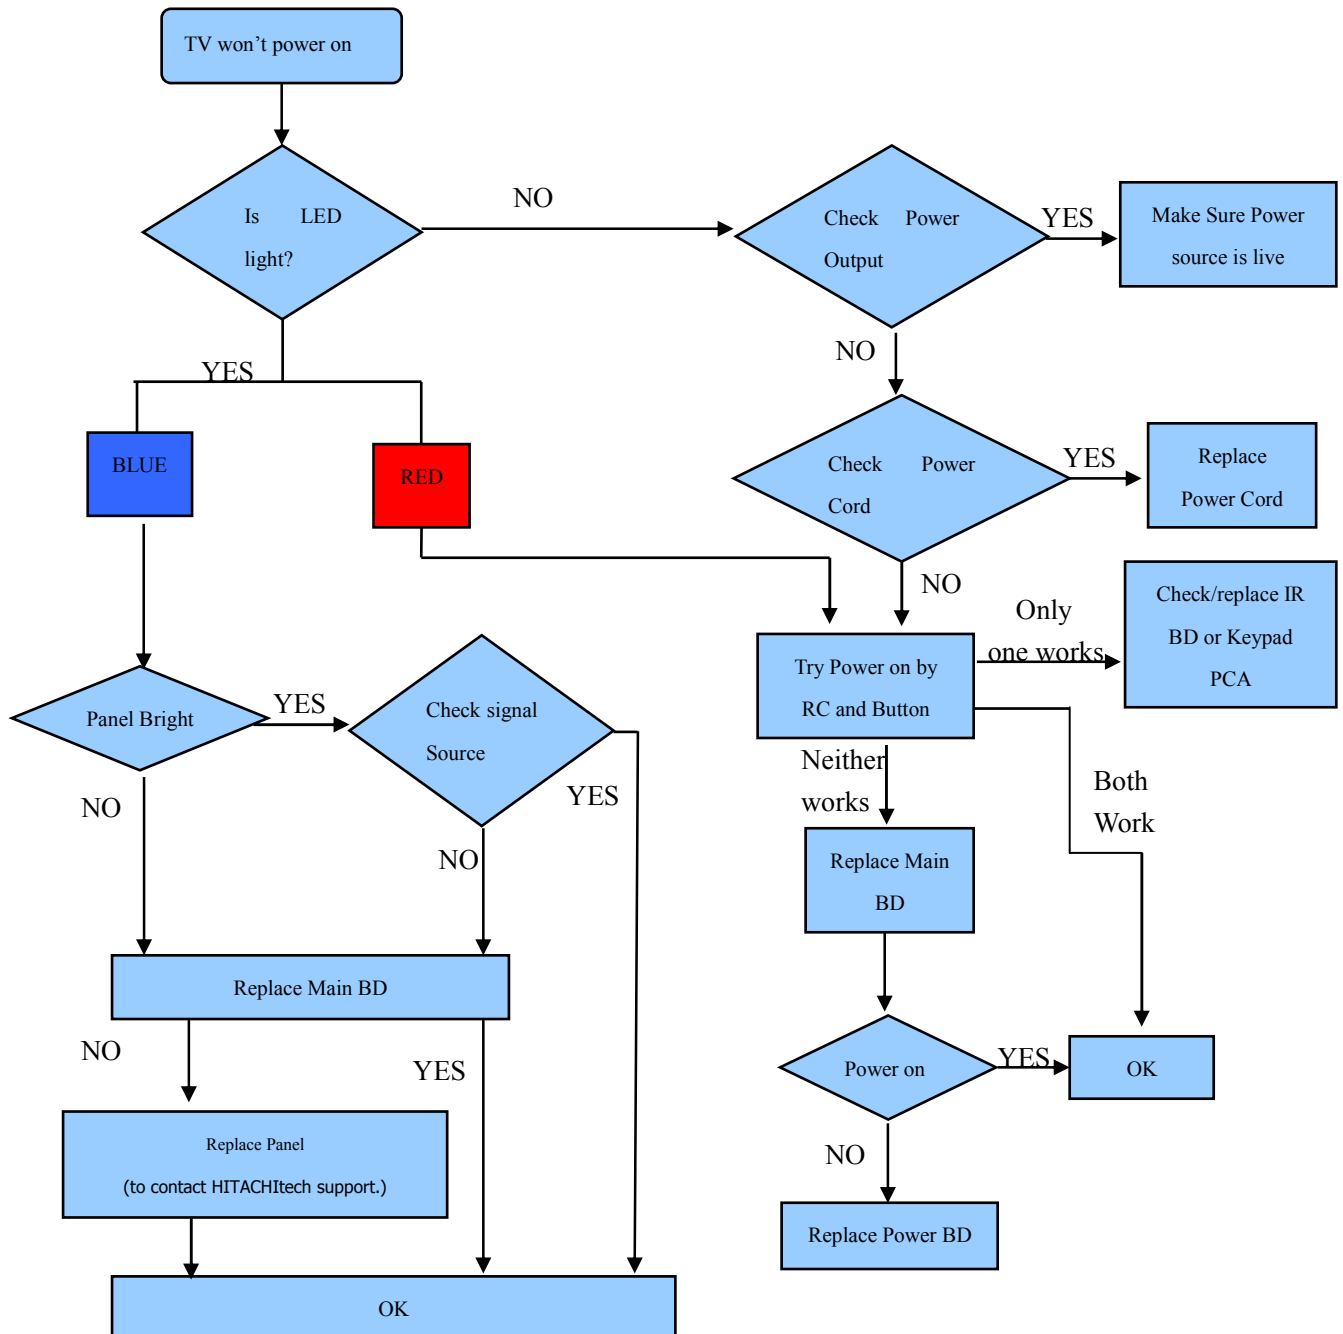 TV won’t power on
Is LED
light?
NO
Check Power
Output
YES
Make Sure Power
source is live
NO
YES
BLUE
RED
Check Power
Cord
YES
Replace
Power Cord
NO
Only
one works
Check/replace IR
BD or Keypad
PCA
Try Power on by
RC and Button
Panel Bright
YES
Check signal
Source
NO
YES
NO
Neither
works
Both
Work
Replace Main
BD
Replace Main BD
NO
YES
Power on
YES
OK
Replace Panel
(to contact HITACHItech support.)
NO
Replace Power BD
OK